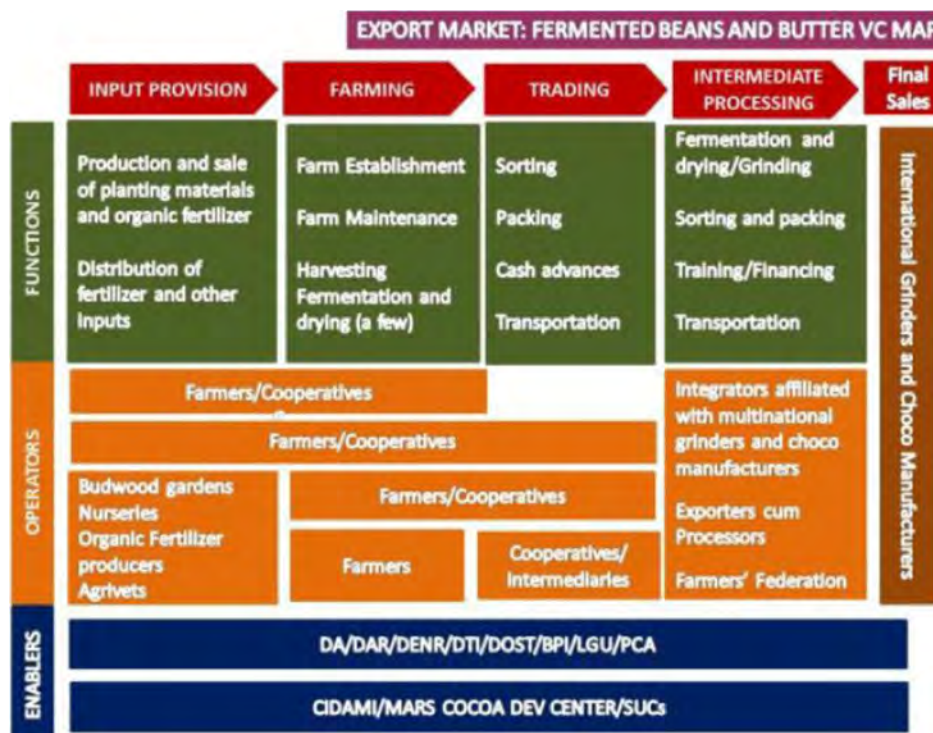 EXPORT MARKET: FERMENTED BEANS AND BUTTER VC MAP
INPUT PROVISION
FARMING
TRADING
INTERMEDIATE
PROCESSING
Final
Sales
FUNCTIONS
Production and sale
of planting materials
and organic fertilizer
Distribution of
fertilizer and other
inputs
Farm Establishment
Farm Maintenance
Harvesting
Fermentation and
drying (a few)
Sorting
Packing
Cash advances
Transportation
Fermentation and
drying/Grinding
Sorting and packing
Training/Financing
Transportation
International Grinders and Choco Manufacturers
OPERATORS
Farmers/Cooperatives
Farmers/Cooperatives
Budwood gardens
Nurseries
Organic Fertilizer
producers
Agrivets
Farmers/Cooperatives
Farmers
Cooperatives/
Intermediaries
Integrators affiliated
with multinational
grinders and choco
manufacturers
Exporters cum
Processors
Farmers' Federation
ENABLERS
DA/DAR/DENR/DTI/DOST/BPI/LGU/PCA
CIDAMI/MARS COCOA DEV CENTER/SUCs